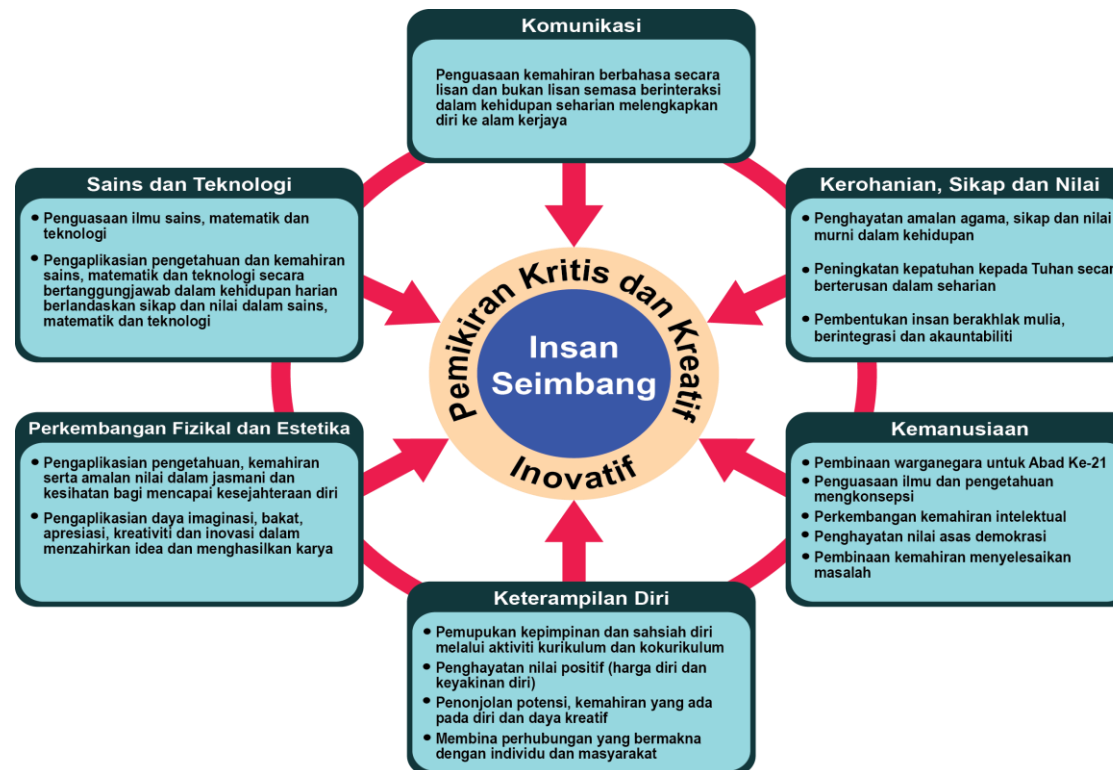 Komunikasi
Penguasaan kemahiran berbahasa secara
lisan dan bukan lisan semasa berinteraksi
dalam kehidupan seharian melengkapkan
diri ke alam kerjaya
Sains dan Teknologi
• Penguasaan ilmu sains, matematik dan
teknologi
• Pengaplikasian pengetahuan dan kemahiran
sains, matematik dan teknologi secara
bertanggungjawab dalam kehidupan harian
berlandaskan sikap dan nilai dalam sains,
matematik dan teknologi
Kerohanian, Sikap dan Nilai
• Penghayatan amalan agama, sikap dan nilai
murni dalam kehidupan
• Peningkatan kepatuhan kepada Tuhan secar
berterusan dalam seharian
• Pembentukan insan berakhlak mulia,
berintegrasi dan akauntabiliti
Pemikiran Kritis dan Kreatif
Insan
Seimbang
Inovatif
Perkembangan Fizikal dan Estetika
• Pengaplikasian pengetahuan, kemahiran
serta amalan nilai dalam jasmani dan
kesihatan bagi mencapai kesejahteraan diri
• Pengaplikasian daya imaginasi, bakat,
apresiasi, kreativiti dan inovasi dalam
menzahirkan idea dan menghasilkan karya
Kemanusiaan
• Pembinaan warganegara untuk Abad Ke-21
• Penguasaan ilmu dan pengetahuan
mengkonsepsi
• Perkembangan kemahiran intelektual
• Penghayatan nilai asas demokrasi
• Pembinaan kemahiran menyelesaikan
masalah
Keterampilan Diri
• Pemupukan kepimpinan dan sahsiah diri
melalui aktiviti kurikulum dan kokurikulum
• Penghayatan nilai positif (harga diri dan
keyakinan diri)
• Penonjolan potensi, kemahiran yang ada
pada diri dan daya kreatif
• Membina perhubungan yang bermakna
dengan individu dan masyarakat